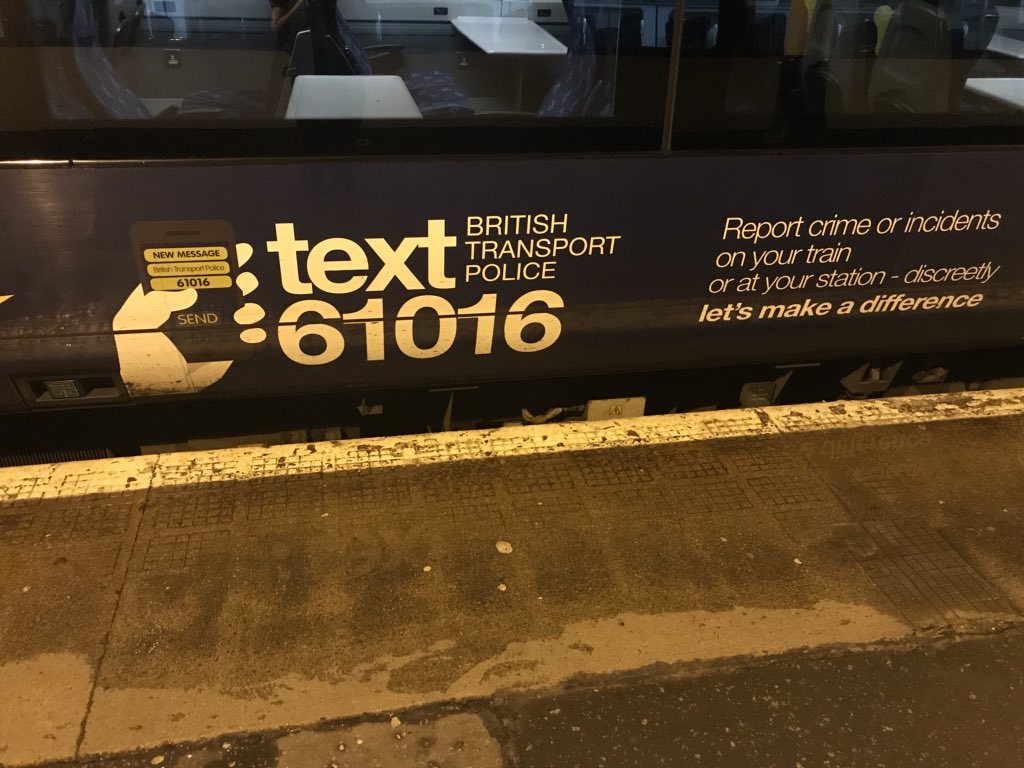 NEW MESSAGE
British Transport Police
61016
SEND
text
BRITISH
TRANSPORT
POLICE
61016
Report crime or incidents
on your train
or at your station - discreetly
let's make a difference